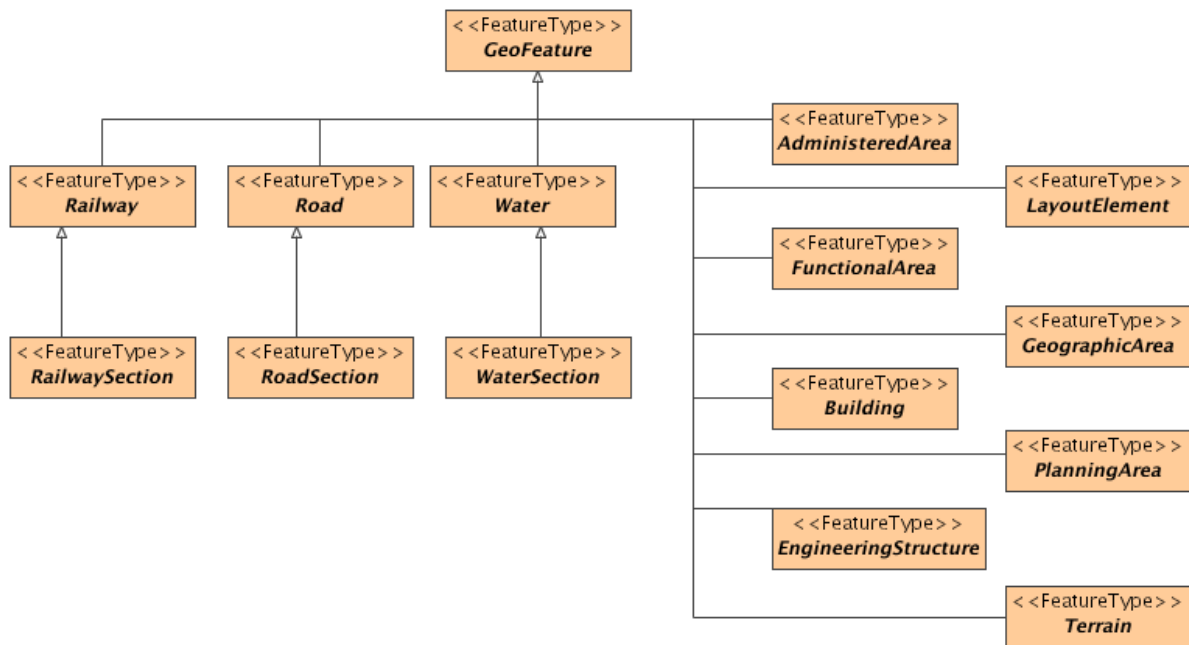 < <FeatureType> >
GeoFeature
< <FeatureType> >
AdministeredArea
< <FeatureType> >
Railway
< <FeatureType> >
Road
< <FeatureType> >
Water
< <FeatureType> >
LayoutElement
< <FeatureType> >
FunctionalArea
< <FeatureType> >
GeographicArea
< <FeatureType> >
RailwaySection
< <FeatureType> >
RoadSection
< <FeatureType> >
WaterSection
< <FeatureType> >
Building
< <FeatureType> >
PlanningArea
< <FeatureType> >
EngineeringStructure
< <FeatureType> >
Terrain